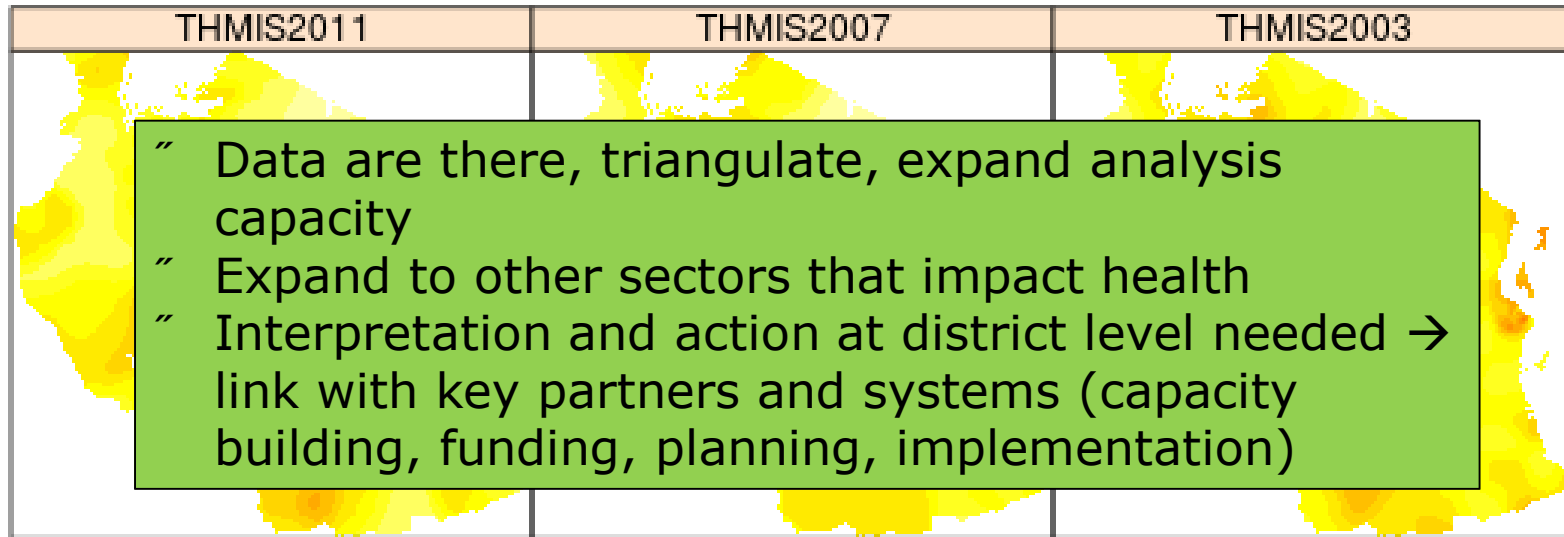 THMIS2011 THMIS2007 THMIS2003
˝ Data are there, triangulate, expand analysis
capacity
˝ Expand to other sectors that impact health
˝ Interpretation and action at district level needed →
link with key partners and systems (capacity
building, funding, planning, implementation)